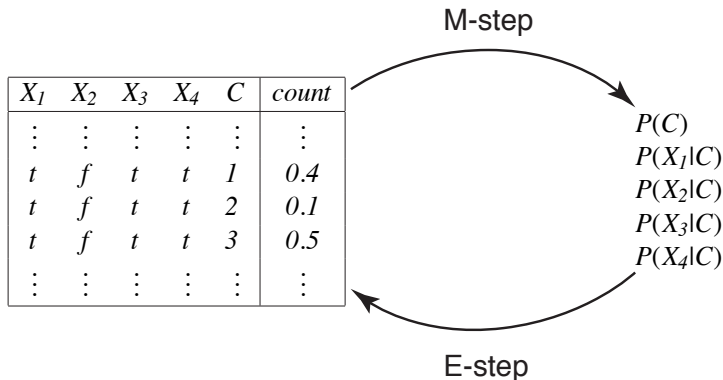 M-step
X1 X2 X3 X4 C count
⋮ ⋮ ⋮ ⋮ ⋮ ⋮
t f t t 1 0.4
t f t t 2 0.1
t f t t 3 0.5
⋮ ⋮ ⋮ ⋮ ⋮ ⋮
P(C)
P(X1|C)
P(X2|C)
P(X3|C)
P(X4|C)
E-step